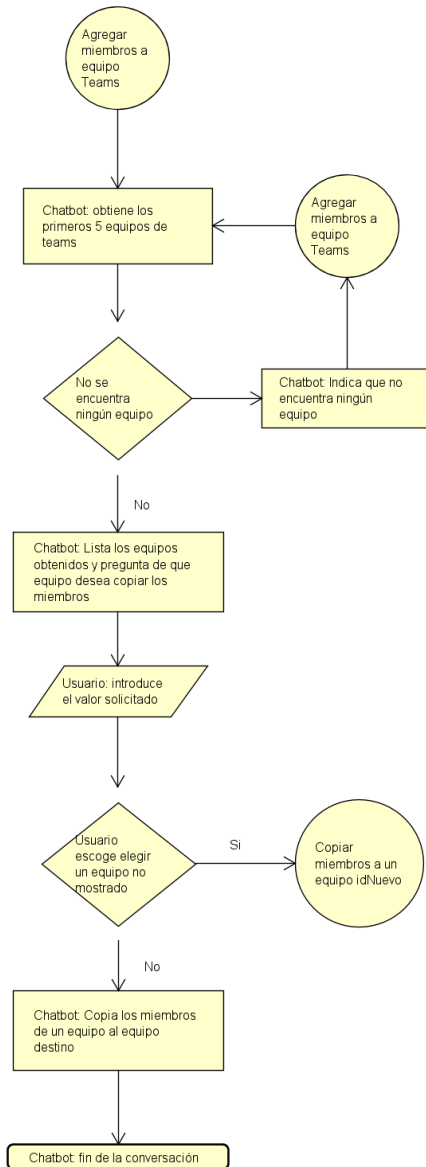 Agregar
miembros a
equipo
Teams
Chatbot: obtiene los
primeros 5 equipos de
teams
Agregar
miembros a
equipo
Teams
No se
encuentra
ningún equipo
Chatbot: Indica que no
encuentra ningún
equipo
No
Chatbot: Lista los equipos
obtenidos y pregunta de que
equipo desea copiar los
miembros
Usuario: introduce
el valor solicitado
Usuario
escoge elegir
un equipo no
mostrado
Si
Copiar
miembros a un
equipo idNuevo
No
Chatbot: Copia los miembros
de un equipo al equipo
destino
Chatbot: fin de la conversación